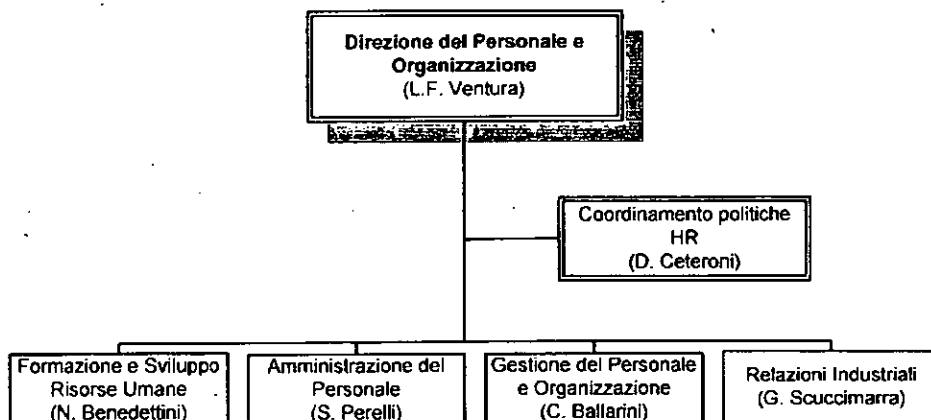 Direzione del Personale e
Organizzazione
(L.F. Ventura)
Coordinamento politiche
HR
(D. Ceteroni)
Formazione e Sviluppo
Risorse Umane
(N. Benedettini)
Amministrazione del
Personale
(S. Perelli)
Gestione del Personale
e Organizzazione
(C. Ballarini)
Relazioni Industriali
(G. Scuccimarra)